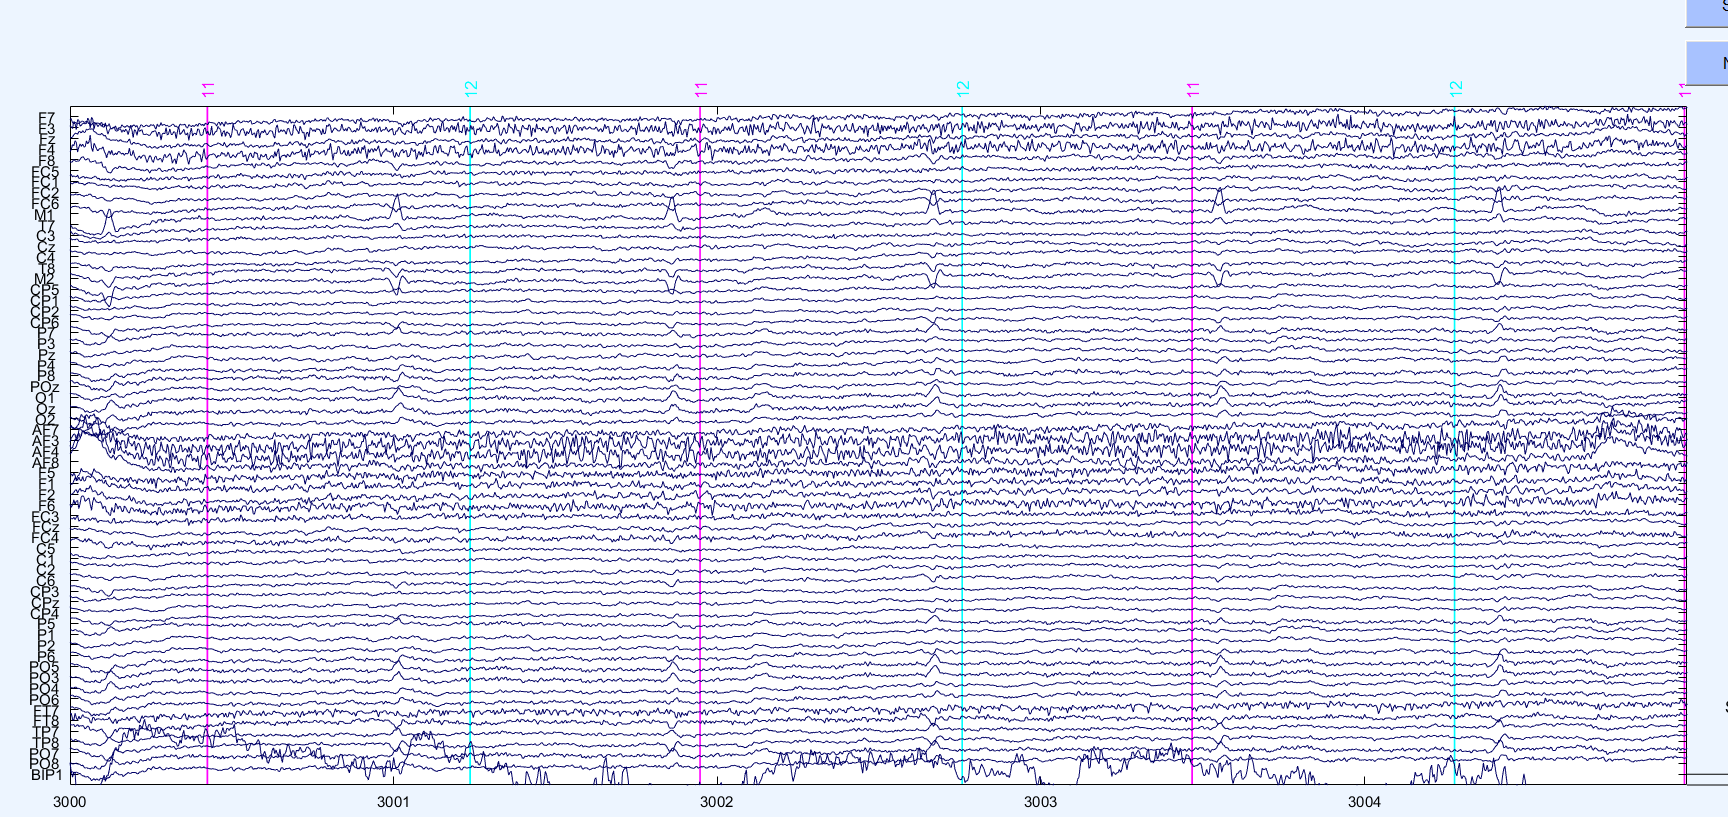 S
N
11 12 11 12 11 12 11
F7
F3
Fz
F4
F8
FC5
FC1
FC2
FC6
M1
T7
C3
Cz
C4
T8
M2
CP5
CP1
CP2
CP6
P7
P3
Pz
P4
P8
POz
O1
Oz
O2
AF7
AF3
AF4
AF8
F5
F1
F2
F6
FC3
FCz
FC4
C5
C1
C2
C6
CP3
CPz
CP4
P5
P1
P2
P6
PO5
PO3
PO4
PO6
FT7
FT8
TP7
TP8
PO7
PO8
BIP1
S
3000 3001 3002 3003 3004